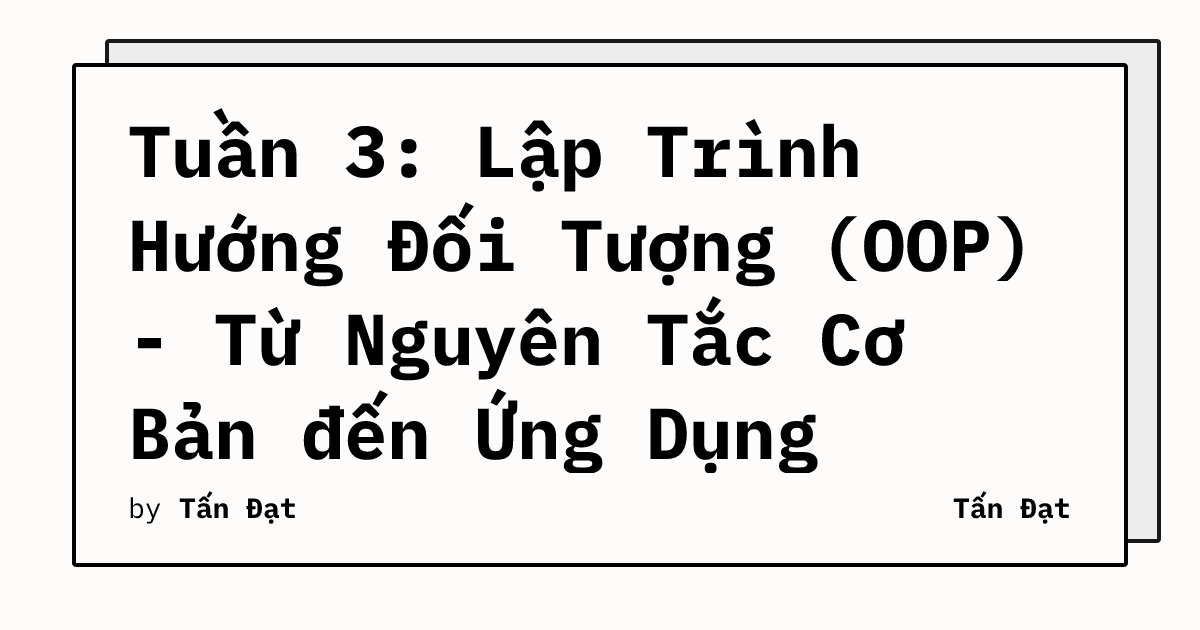 Tuần 3: Lập Trình
Hướng Đối Tượng (OOP)
- Từ Nguyên Tắc Cơ
Bản đến Ứng Dụng
by Tấn Đạt
Tấn Đạt